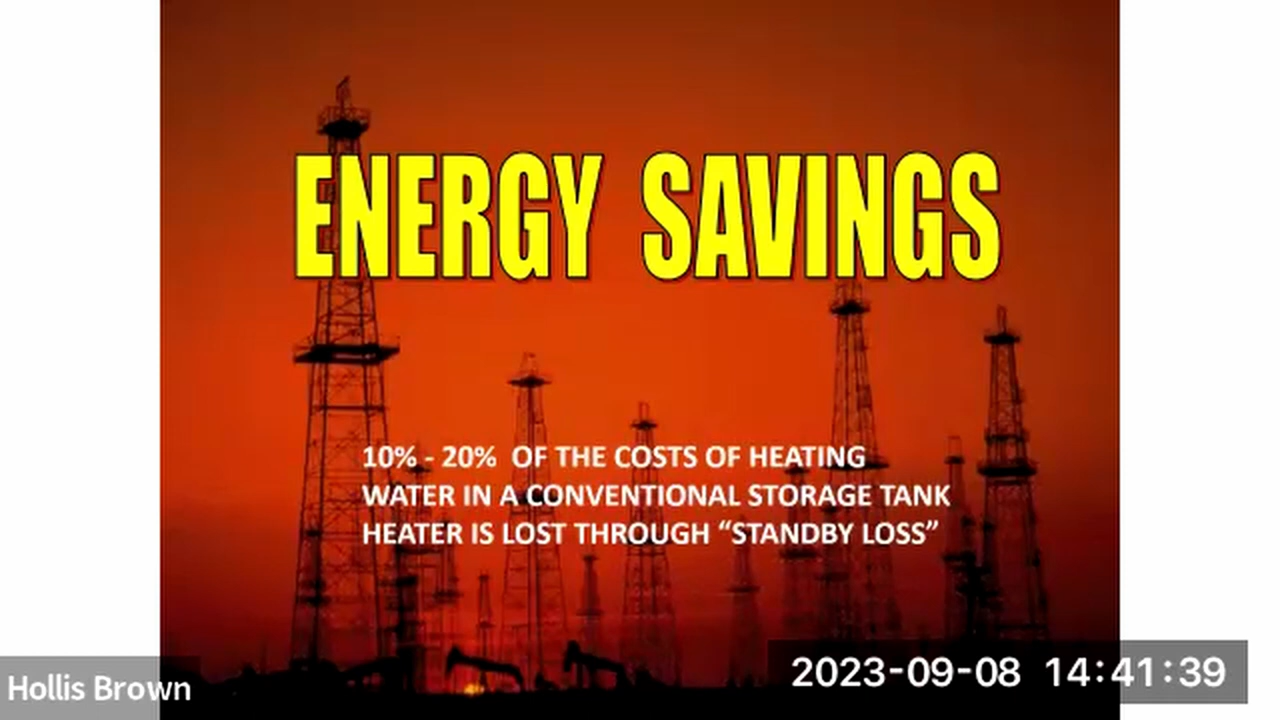 ENERGY SAVINGS
10% - 20% OF THE COSTS OF HEATING
WATER IN A CONVENTIONAL STORAGE TANK
HEATER IS LOST THROUGH “STANDBY LOSS”
Hollis Brown
2023-09-08 14:41:39